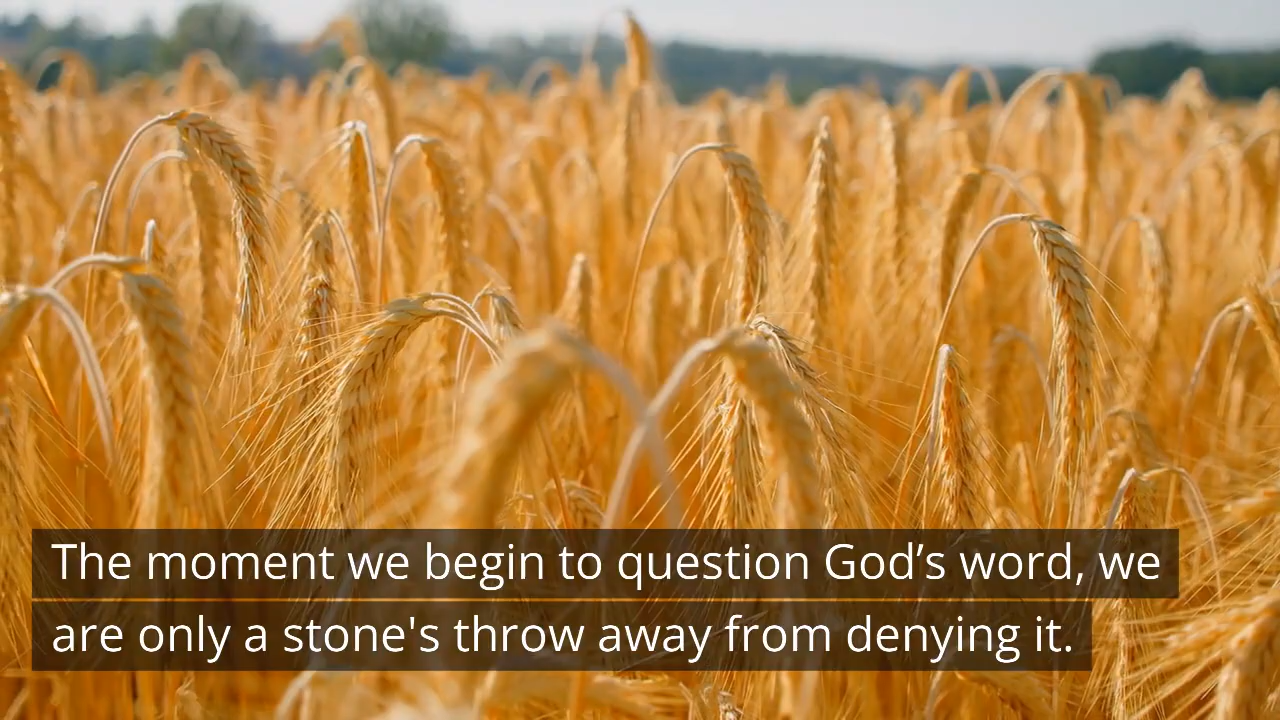 The moment we begin to question God’s word, we
are only a stone's throw away from denying it.